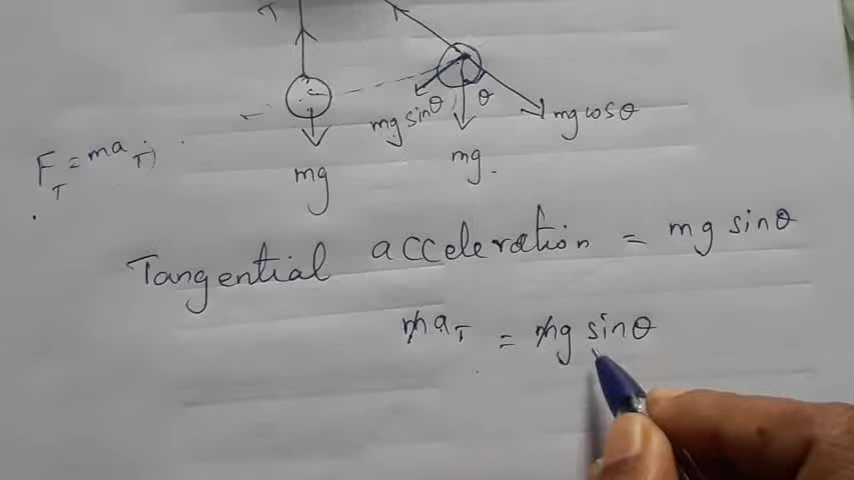 T
mg sinθ
θ
mg cosθ
F_T = ma_T
mg
mg.
Tangential acceleration = mg sinθ
ma_T = mg sinθ